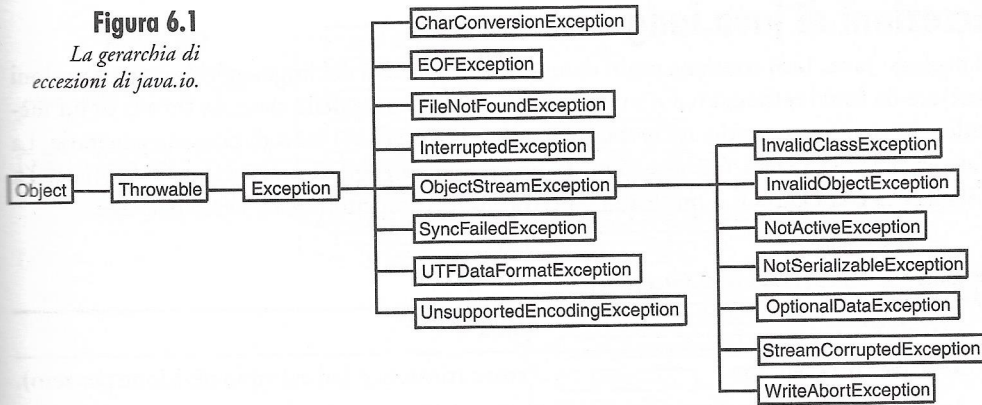 Figura 6.1
La gerarchia di
eccezioni di java.io.
Object
Throwable
Exception
CharConversionException
EOFException
FileNotFoundException
InterruptedException
ObjectStreamException
SyncFailedException
UTFDataFormatException
UnsupportedEncodingException
InvalidClassException
InvalidObjectException
NotActiveException
NotSerializableException
OptionalDataException
StreamCorruptedException
WriteAbortException